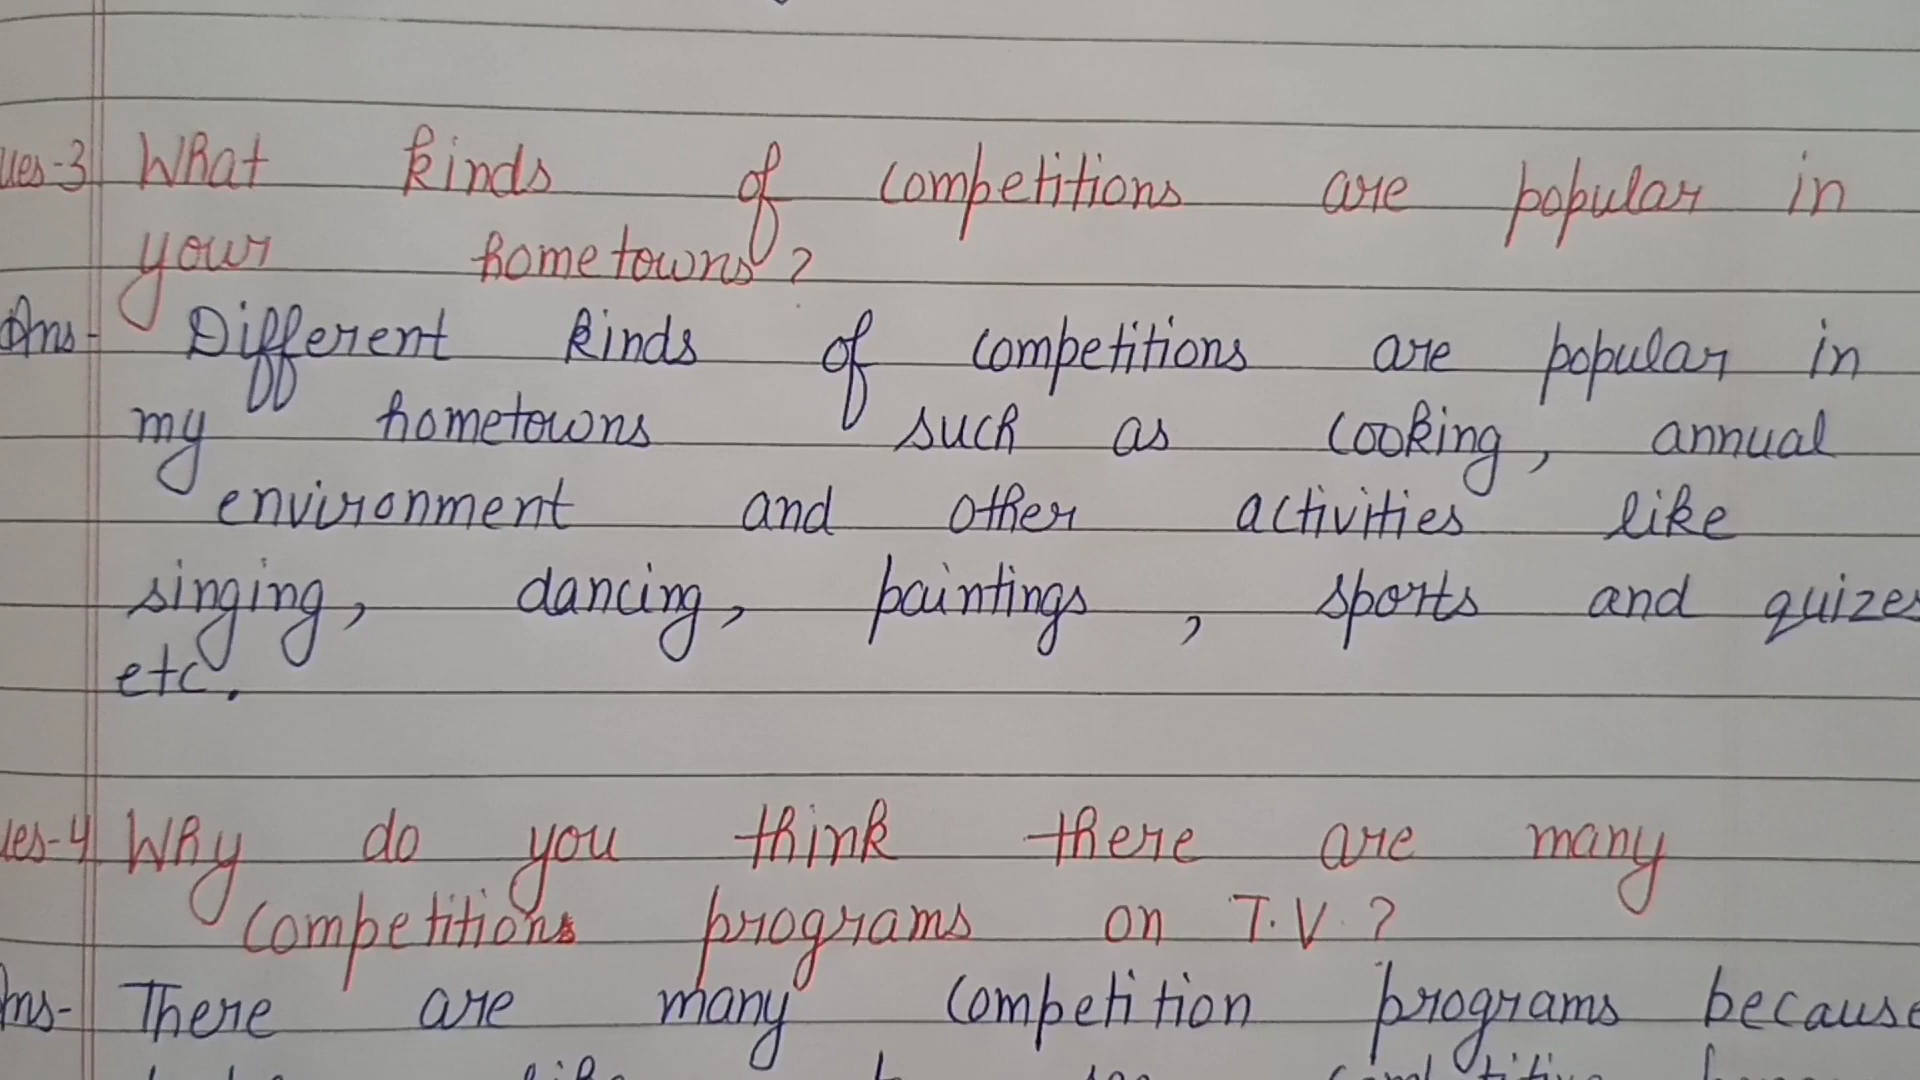 ues-3 What kinds of competitions are popular in
your hometowns?
Ans- Different kinds of competitions are popular in
my hometowns such as cooking, annual
environment and other activities like
singing, dancing, paintings, sports and quizes
etc.
ues-4 Why do you think there are many
competitions programs on T.V.?
Ans- There are many competition programs because